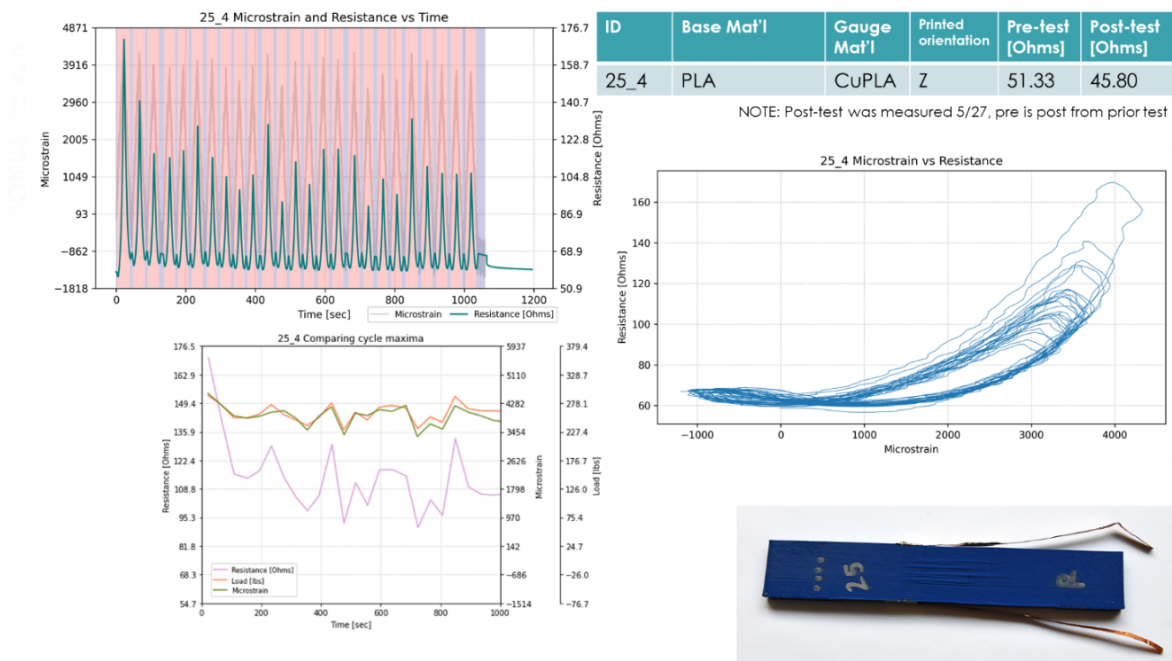 25_4 Microstrain and Resistance vs Time
4871
3916
2960
2005
1049
93
−862
−1818
Microstrain
176.7
158.7
140.7
122.8
104.8
86.9
68.9
50.9
Resistance [Ohms]
0 200 400 600 800 1000 1200
Time [sec]
Microstrain Resistance [Ohms]
ID Base Mat'l Gauge Mat'l Printed orientation Pre-test [Ohms] Post-test [Ohms]
25_4 PLA CuPLA Z 51.33 45.80
NOTE: Post-test was measured 5/27, pre is post from prior test
25_4 Microstrain vs Resistance
160
140
120
100
80
60
Resistance [Ohms]
−1000 0 1000 2000 3000 4000
Microstrain
25_4 Comparing cycle maxima
176.5
162.9
149.4
135.9
122.4
108.8
95.3
81.8
68.3
54.7
Resistance [Ohms]
5937
5110
4282
3454
2626
1798
970
142
−686
−1514
Microstrain
379.4
328.7
278.1
227.4
176.7
126.0
75.4
24.7
−26.0
−76.7
Load [lbs]
Resistance [Ohms]
Load [lbs]
Microstrain
0 200 400 600 800 1000
Time [sec]
25